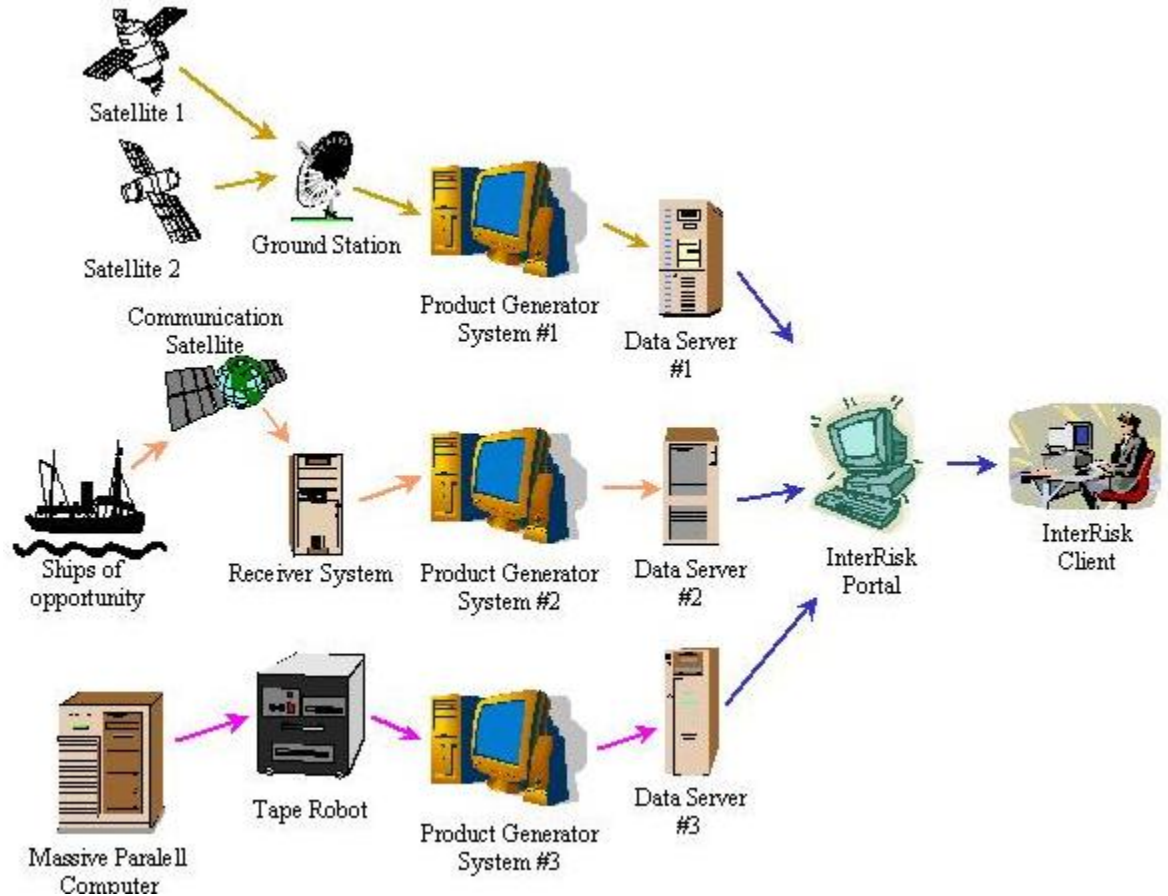 Satellite 1
Satellite 2
Ground Station
Product Generator
System #1
Data Server
#1
Communication
Satellite
Ships of
opportunity
Receiver System
Product Generator
System #2
Data Server
#2
InterRisk
Portal
InterRisk
Client
Massive Paralell
Computer
Tape Robot
Product Generator
System #3
Data Server
#3